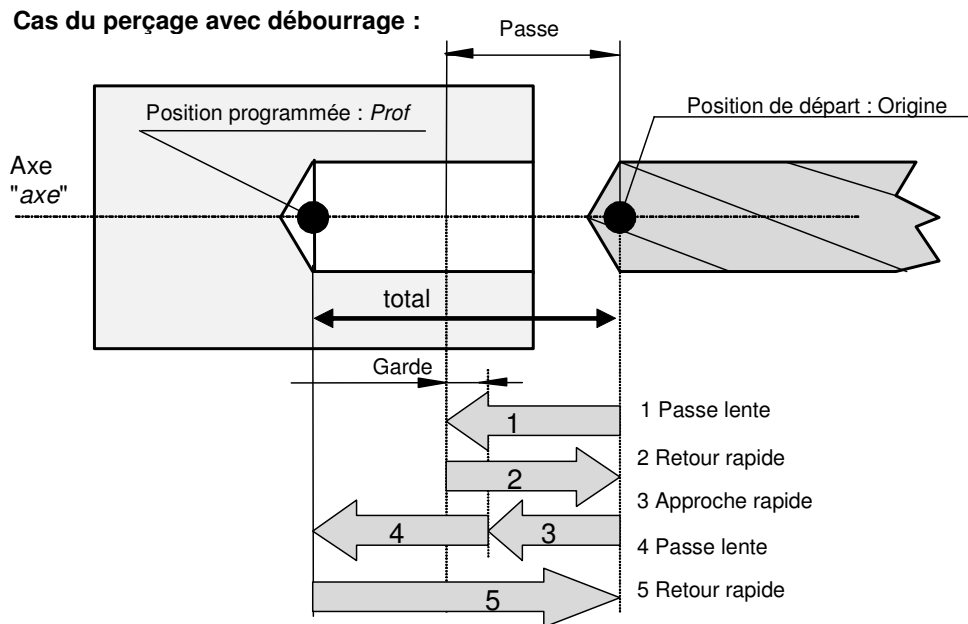 Cas du perçage avec débourrage :
Passe
Position programmée : Prof
Position de départ : Origine
Axe
"axe"
total
Garde
1
1 Passe lente
2
2 Retour rapide
3 Approche rapide
4
3
4 Passe lente
5
5 Retour rapide